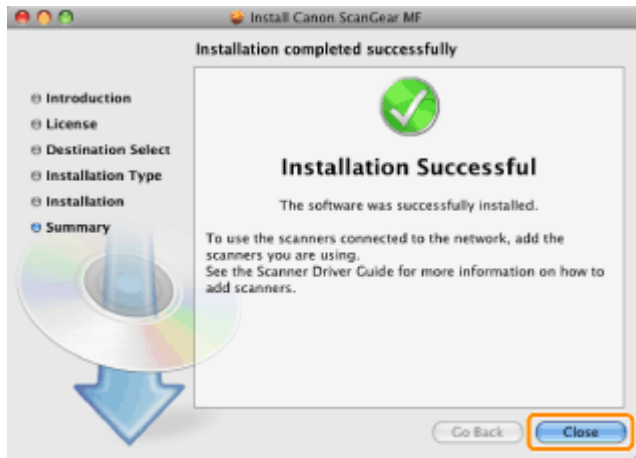 Install Canon ScanGear MF
Installation completed successfully
Introduction
License
Destination Select
Installation Type
Installation
Summary
Installation Successful
The software was successfully installed.
To use the scanners connected to the network, add the
scanners you are using.
See the Scanner Driver Guide for more information on how to
add scanners.
Go Back
Close